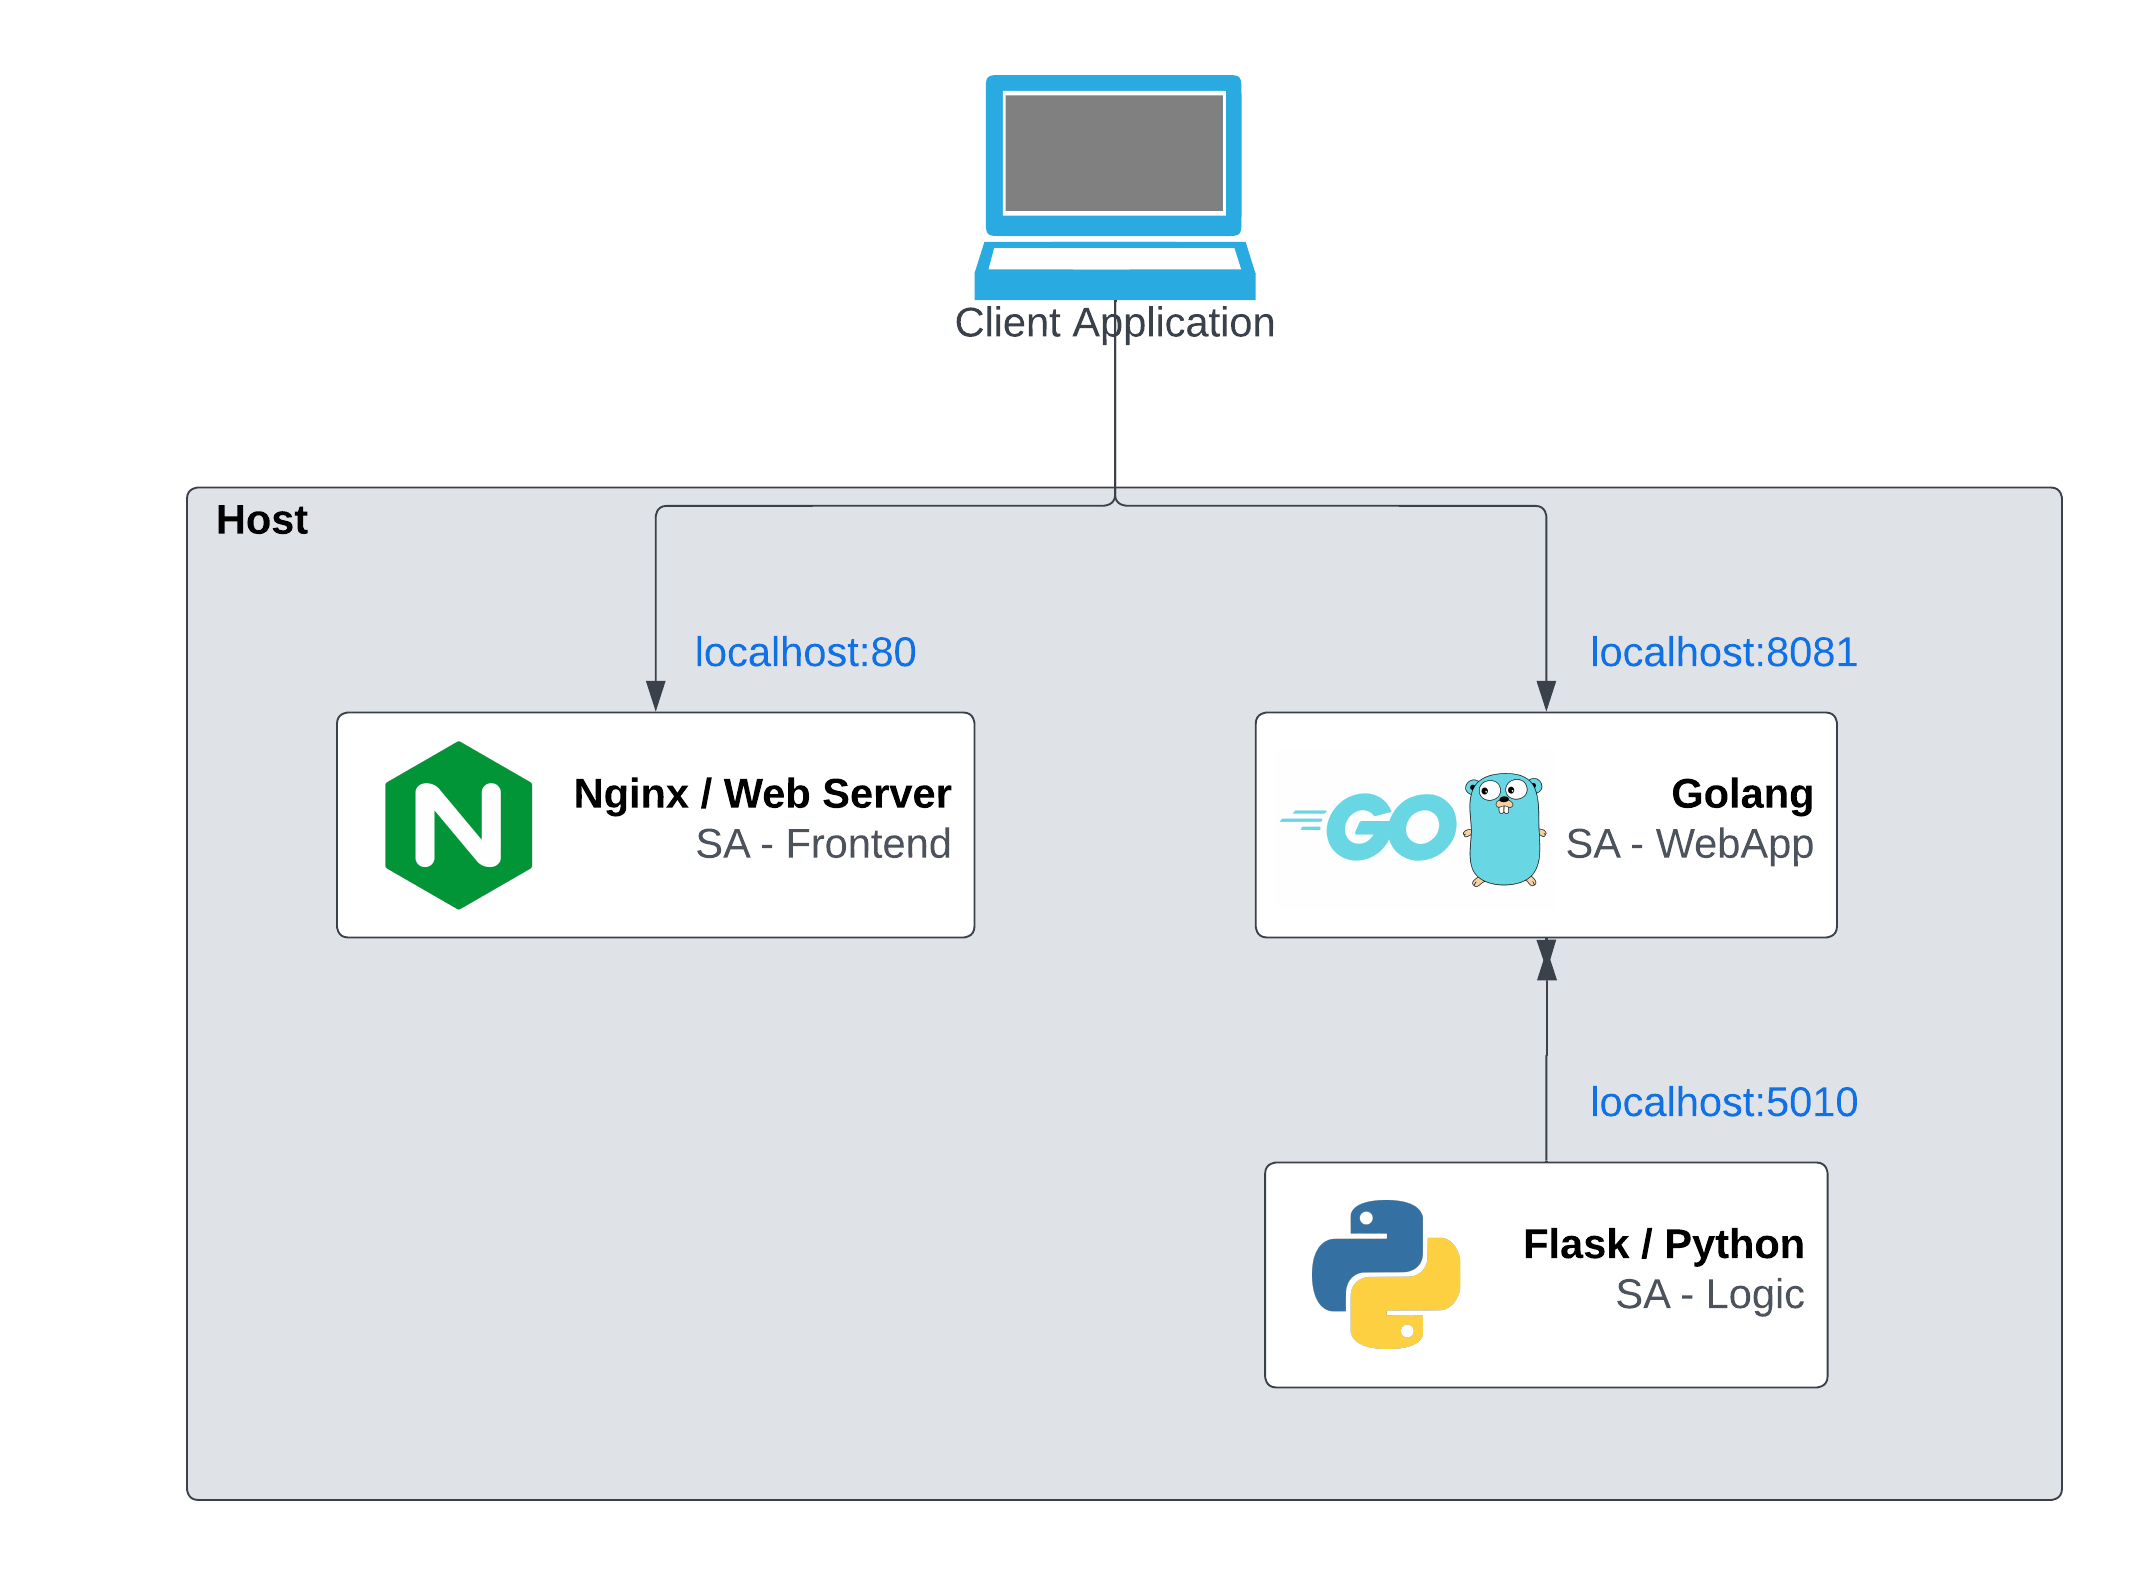 Client Application
Host
localhost:80
localhost:8081
Nginx / Web Server
SA - Frontend
GO
Golang
SA - WebApp
localhost:5010
Flask / Python
SA - Logic